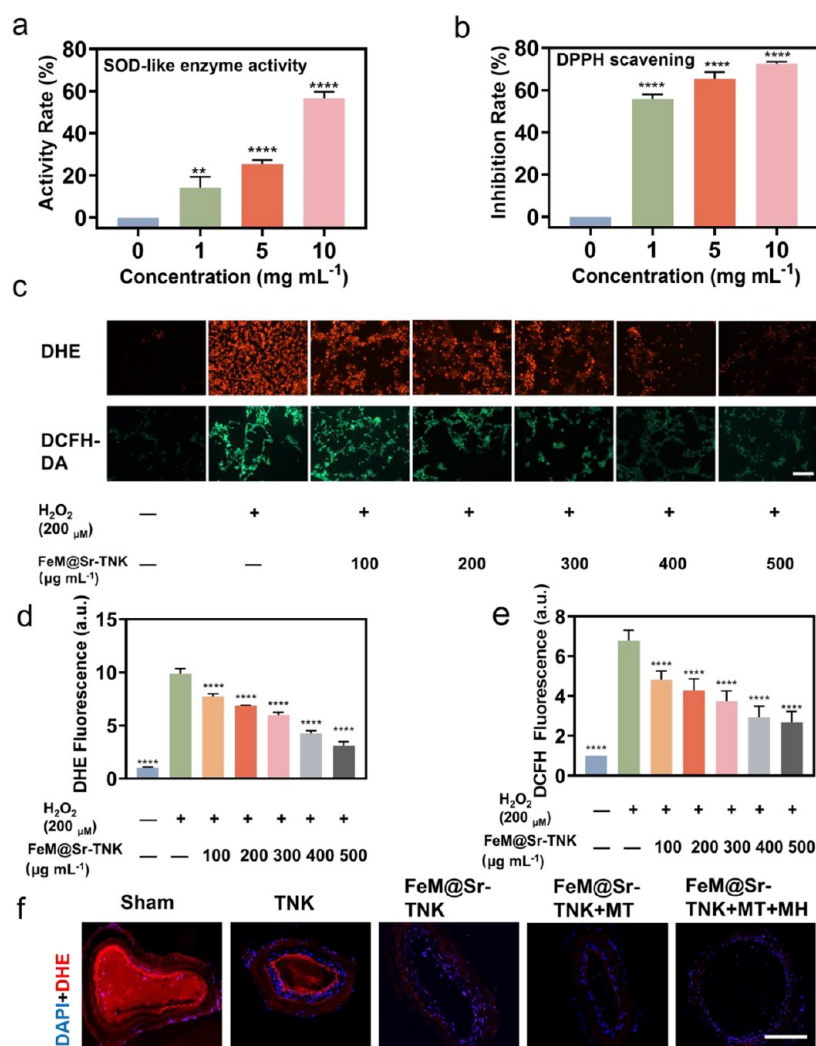 a
SOD-like enzyme activity
Activity Rate (%)
80
60
40
20
0
**
****
****
0 1 5 10
Concentration (mg mL⁻¹)
b
DPPH scavening
Inhibition Rate (%)
80
60
40
20
0
****
****
****
0 1 5 10
Concentration (mg mL⁻¹)
c
DHE
DCFH-
DA
H₂O₂
(200 μM)
— + + + + + +
FeM@Sr-TNK
(μg mL⁻¹)
— — 100 200 300 400 500
d
DHE Fluorescence (a.u.)
15
10
5
0
**** **** **** **** **** ****
H₂O₂
(200 μM)
— + + + + + +
FeM@Sr-TNK
(μg mL⁻¹)
— — 100 200 300 400 500
e
DCFH Fluorescence (a.u.)
8
6
4
2
0
**** **** **** **** **** ****
H₂O₂
(200 μM)
— + + + + + +
FeM@Sr-TNK
(μg mL⁻¹)
— — 100 200 300 400 500
f
Sham
TNK
FeM@Sr-
TNK
FeM@Sr-
TNK+MT
FeM@Sr-
TNK+MT+MH
DAPI+DHE